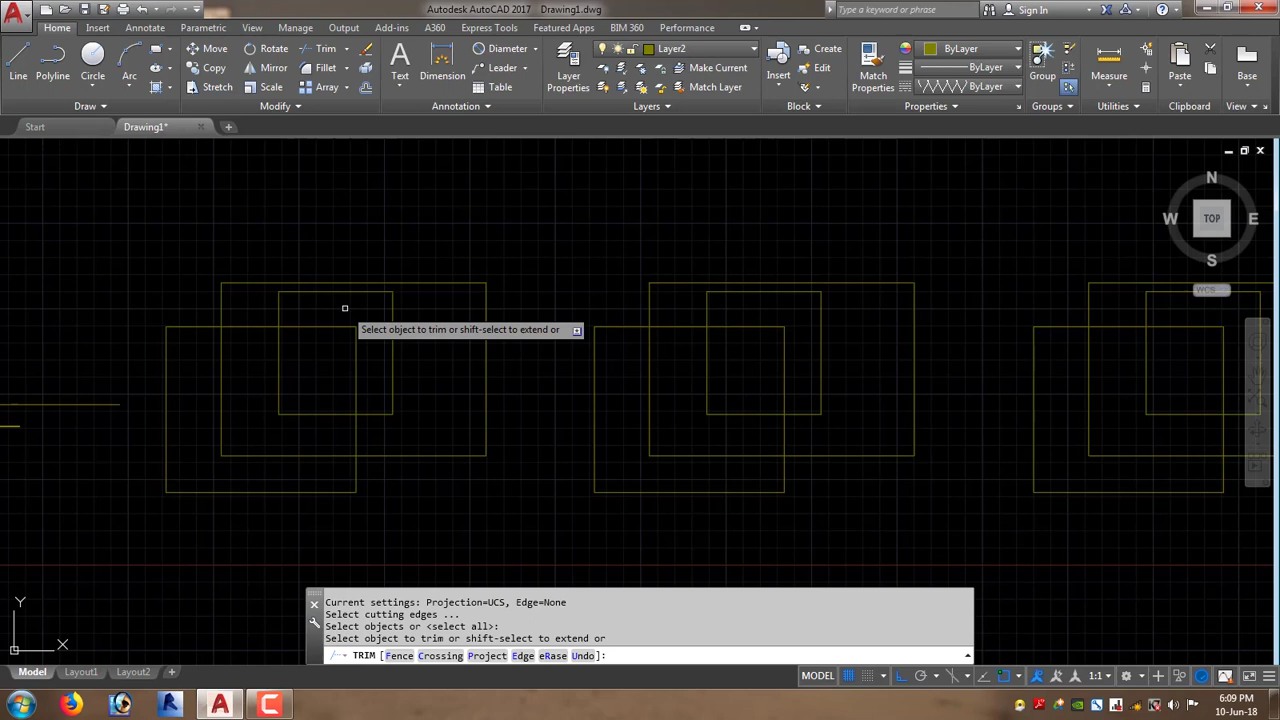 Autodesk AutoCAD 2017 Drawing1.dwg
Type a keyword or phrase
Sign In
Home Insert Annotate Parametric View Manage Output Add-ins A360 Express Tools Featured Apps BIM 360 Performance
Line Polyline Circle Arc
Move Rotate Trim
Copy Mirror Fillet
Stretch Scale Array
Text Dimension
Diameter
Leader
Table
Layer Properties
Layer2
Make Current
Match Layer
Insert
Create
Edit
Match Properties
ByLayer
ByLayer
ByLayer
Group
Measure
Paste
Base
Draw Modify Annotation Layers Block Properties Groups Utilities Clipboard View
Start Drawing1*
N
W TOP E
S
WCS
Select object to trim or shift-select to extend or
Current settings: Projection=UCS, Edge=None
Select cutting edges ...
Select objects or <select all>:
Select object to trim or shift-select to extend or
TRIM [Fence Crossing Project Edge eRase Undo]:
Y
X
Model Layout1 Layout2
MODEL 1:1
6:09 PM
10-Jun-18